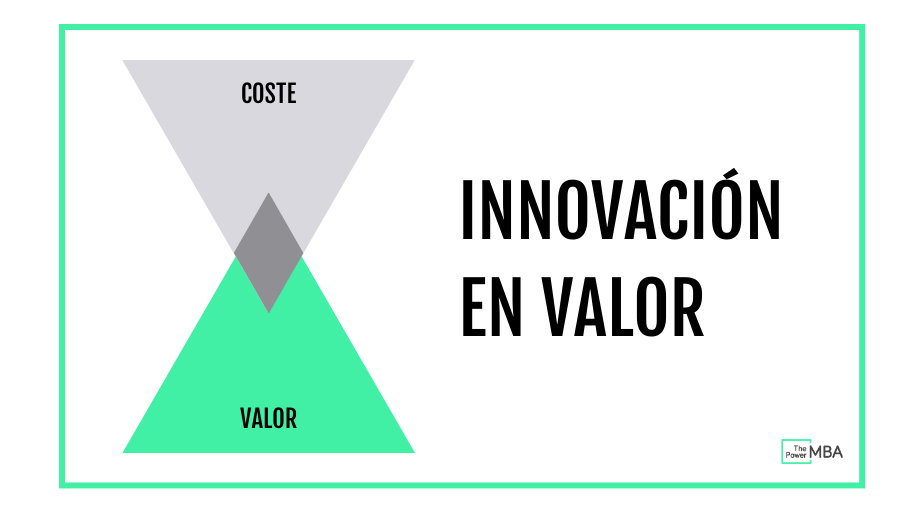 COSTE
INNOVACIÓN
EN VALOR
VALOR
The
Power MBA